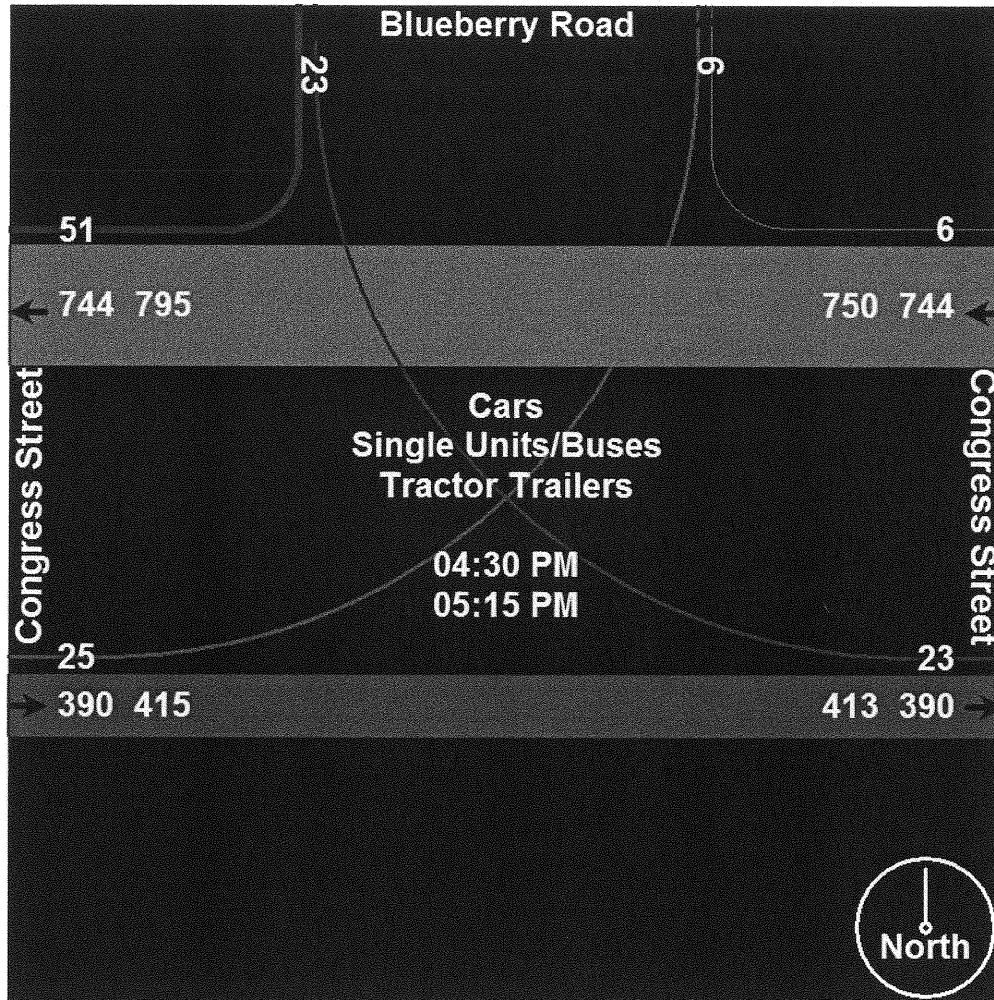 Blueberry Road
23
6
51
6
744 795
750 744
Congress Street
Congress Street
Cars
Single Units/Buses
Tractor Trailers
04:30 PM
05:15 PM
25
23
390 415
413 390
North